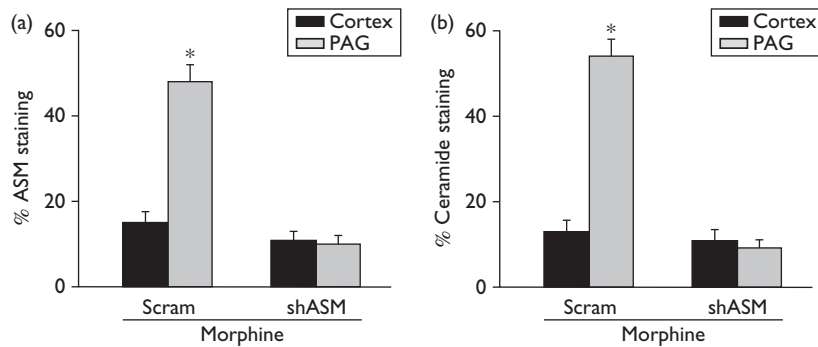 (a)
60
40
20
0
% ASM staining
Cortex
PAG
*
Scram
shASM
Morphine
(b)
60
40
20
0
% Ceramide staining
Cortex
PAG
*
Scram
shASM
Morphine